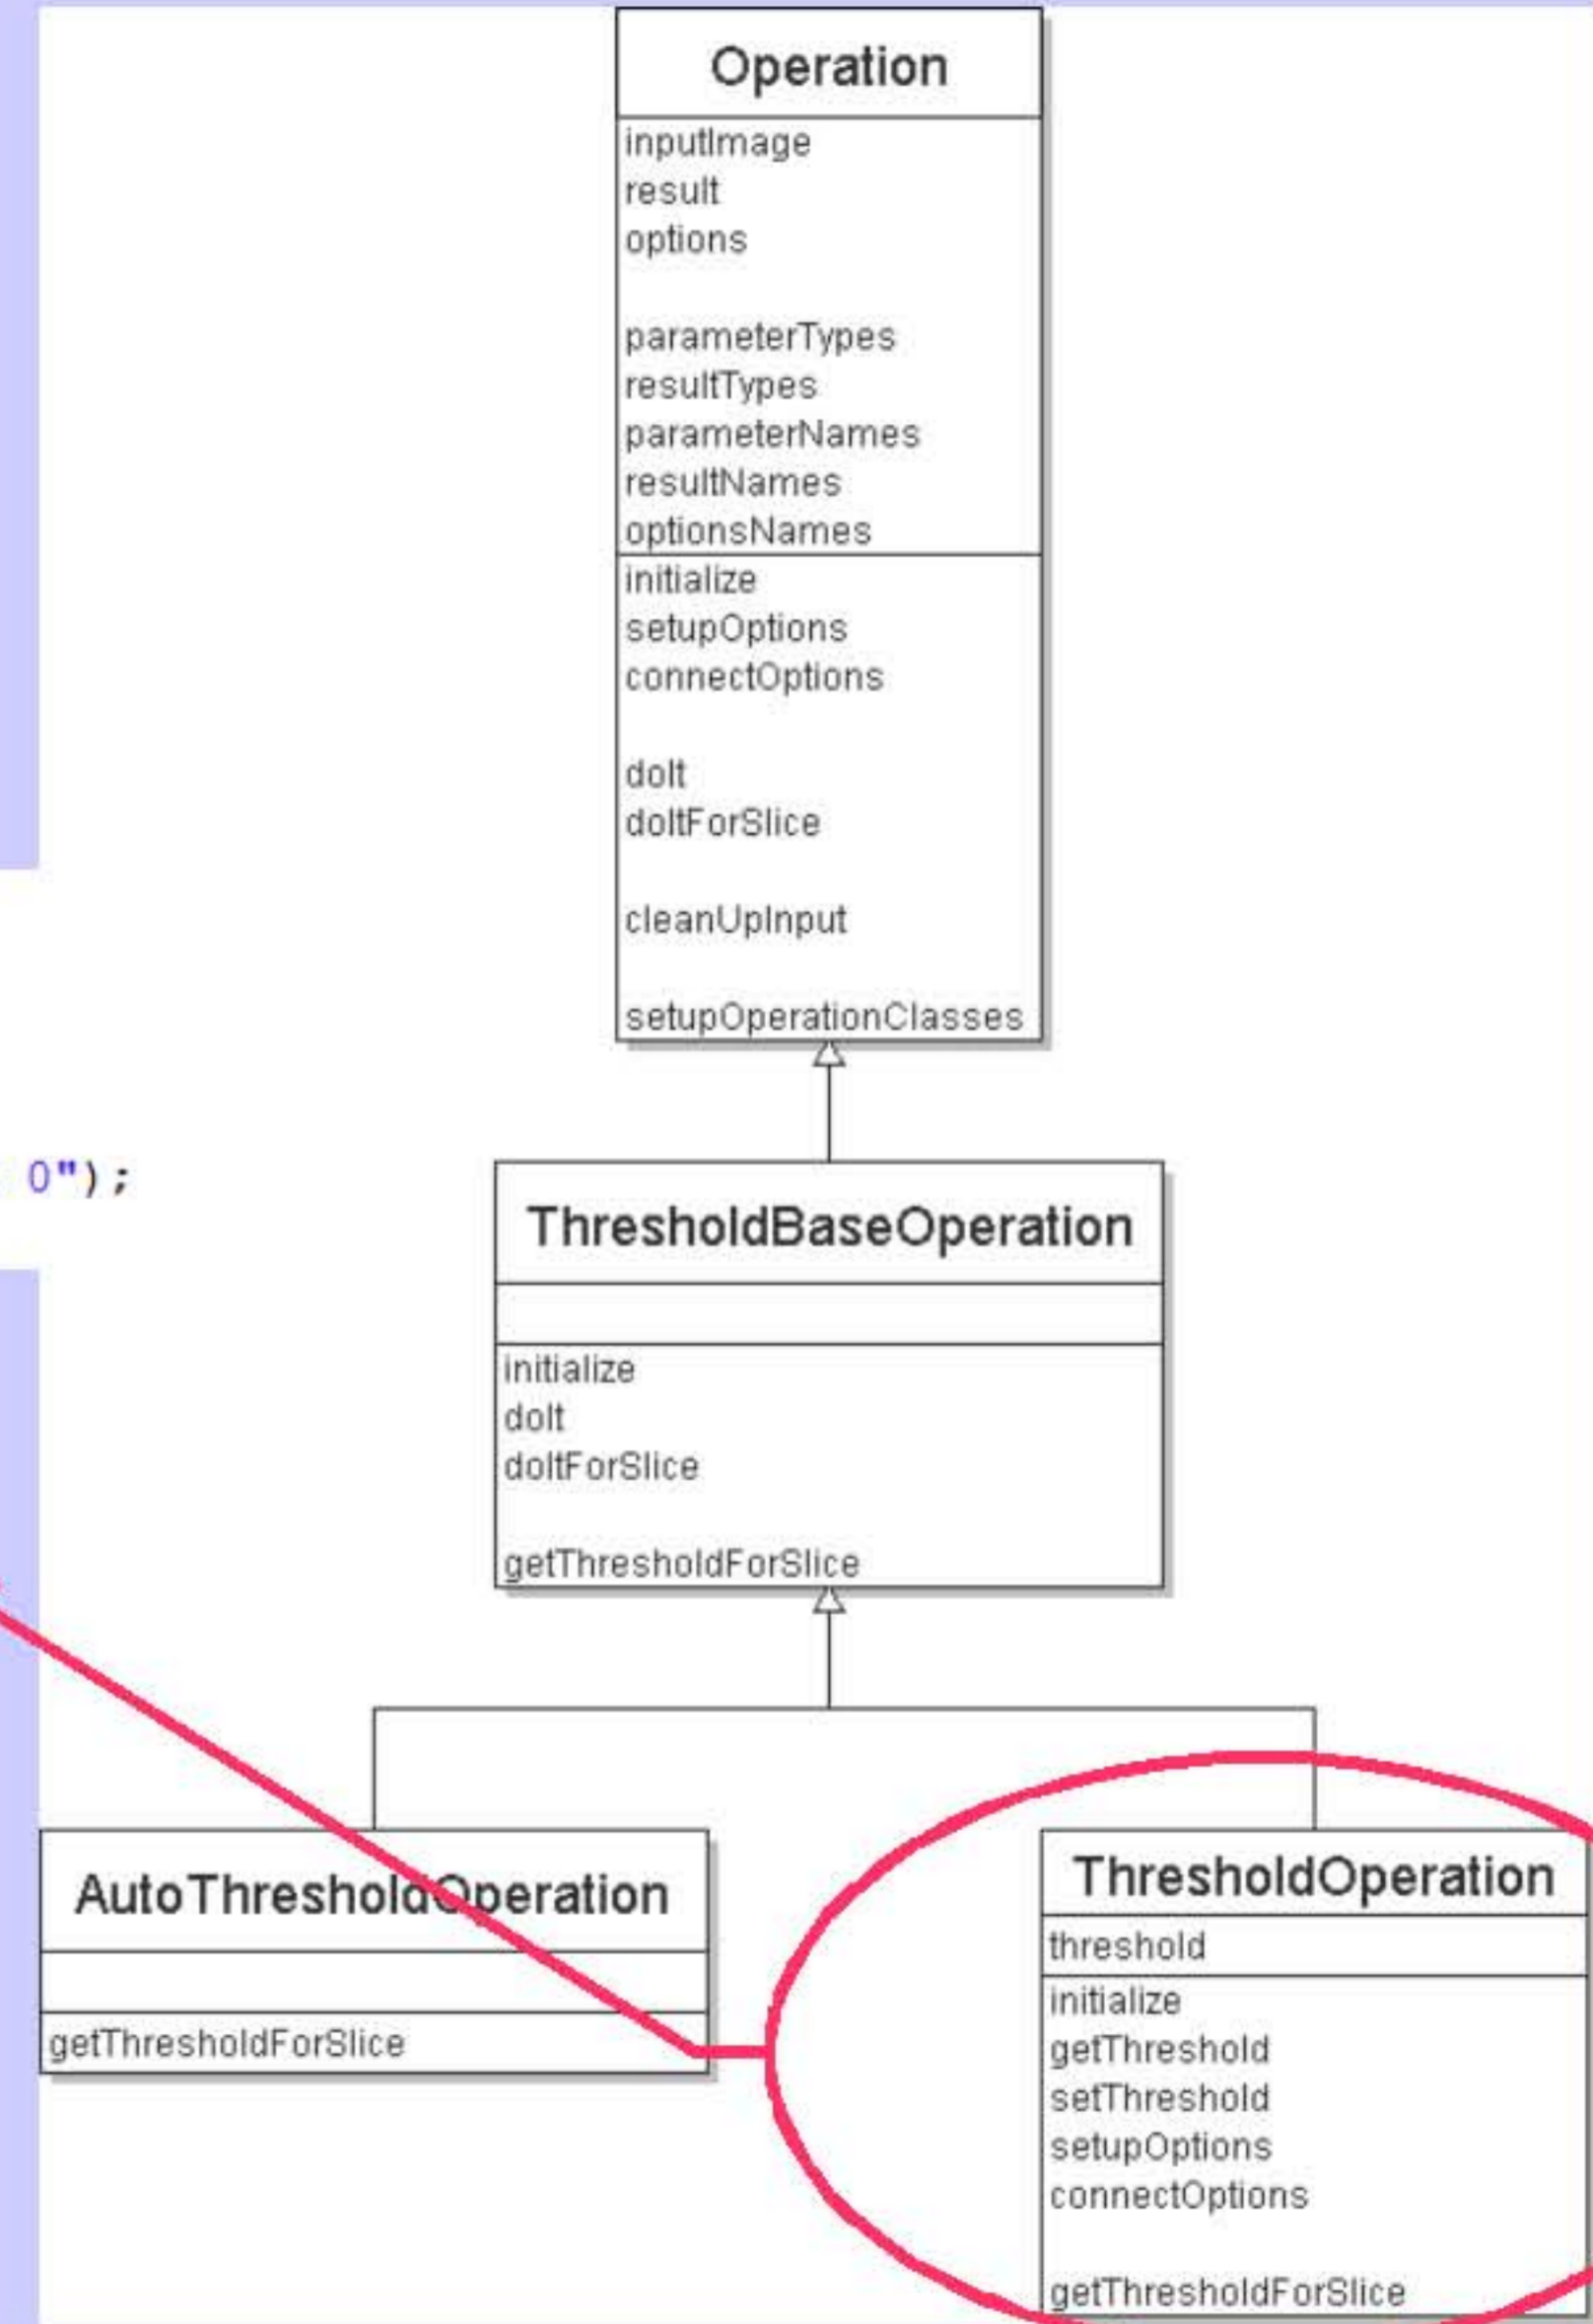 Operation
inputImage
result
options
parameterTypes
resultTypes
parameterNames
resultNames
optionsNames
initialize
setupOptions
connectOptions
doIt
doItForSlice
cleanUpInput
setupOperationClasses
0");
ThresholdBaseOperation
initialize
doIt
doItForSlice
getThresholdForSlice
AutoThresholdOperation
getThresholdForSlice
ThresholdOperation
threshold
initialize
getThreshold
setThreshold
setupOptions
connectOptions
getThresholdForSlice